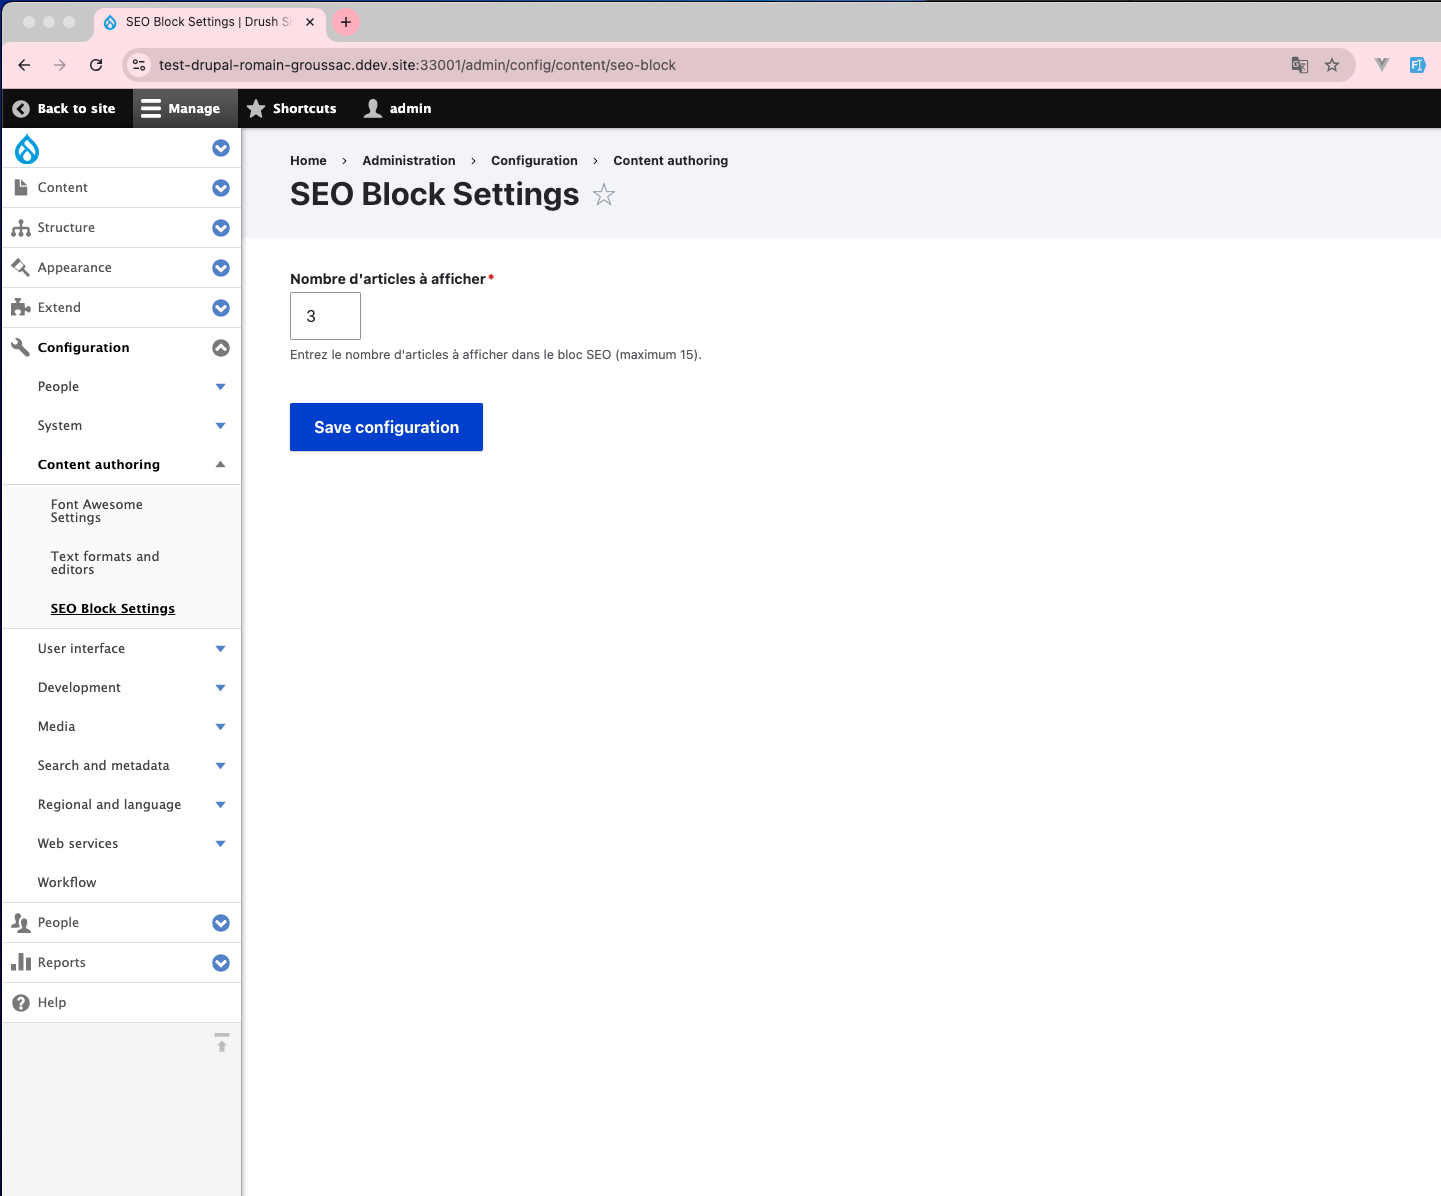 SEO Block Settings | Drush S
test-drupal-romain-groussac.ddev.site:33001/admin/config/content/seo-block
Back to site
Manage
Shortcuts
admin
Content
Structure
Appearance
Extend
Configuration
People
System
Content authoring
Font Awesome
Settings
Text formats and
editors
SEO Block Settings
User interface
Development
Media
Search and metadata
Regional and language
Web services
Workflow
People
Reports
Help
Home › Administration › Configuration › Content authoring
SEO Block Settings
Nombre d'articles à afficher*
3
Entrez le nombre d'articles à afficher dans le bloc SEO (maximum 15).
Save configuration